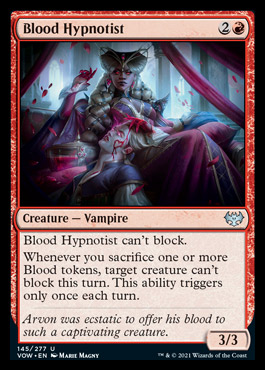 Blood Hypnotist 2
Creature — Vampire
Blood Hypnotist can't block.
Whenever you sacrifice one or more
Blood tokens, target creature can't
block this turn. This ability triggers
only once each turn.
Arvon was ecstatic to offer his blood to
such a captivating creature.
3/3
145/277 U
VOW • EN MARIE MAGNY
™ & © 2021 Wizards of the Coast